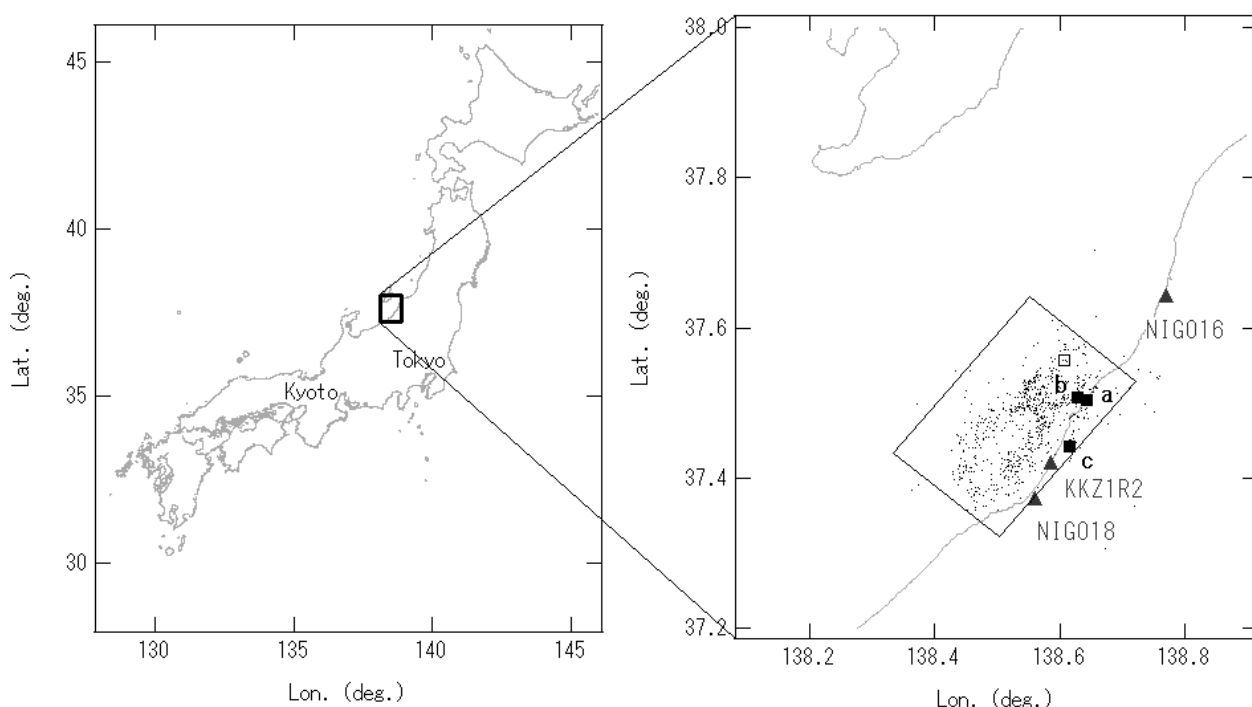 45
40
35
30
Lat. (deg.)
Tokyo
Kyoto
130
135
140
145
Lon. (deg.)
38.0
37.8
37.6
37.4
37.2
Lat. (deg.)
NIG016
b
a
c
KKZ1R2
NIG018
138.2
138.4
138.6
138.8
Lon. (deg.)